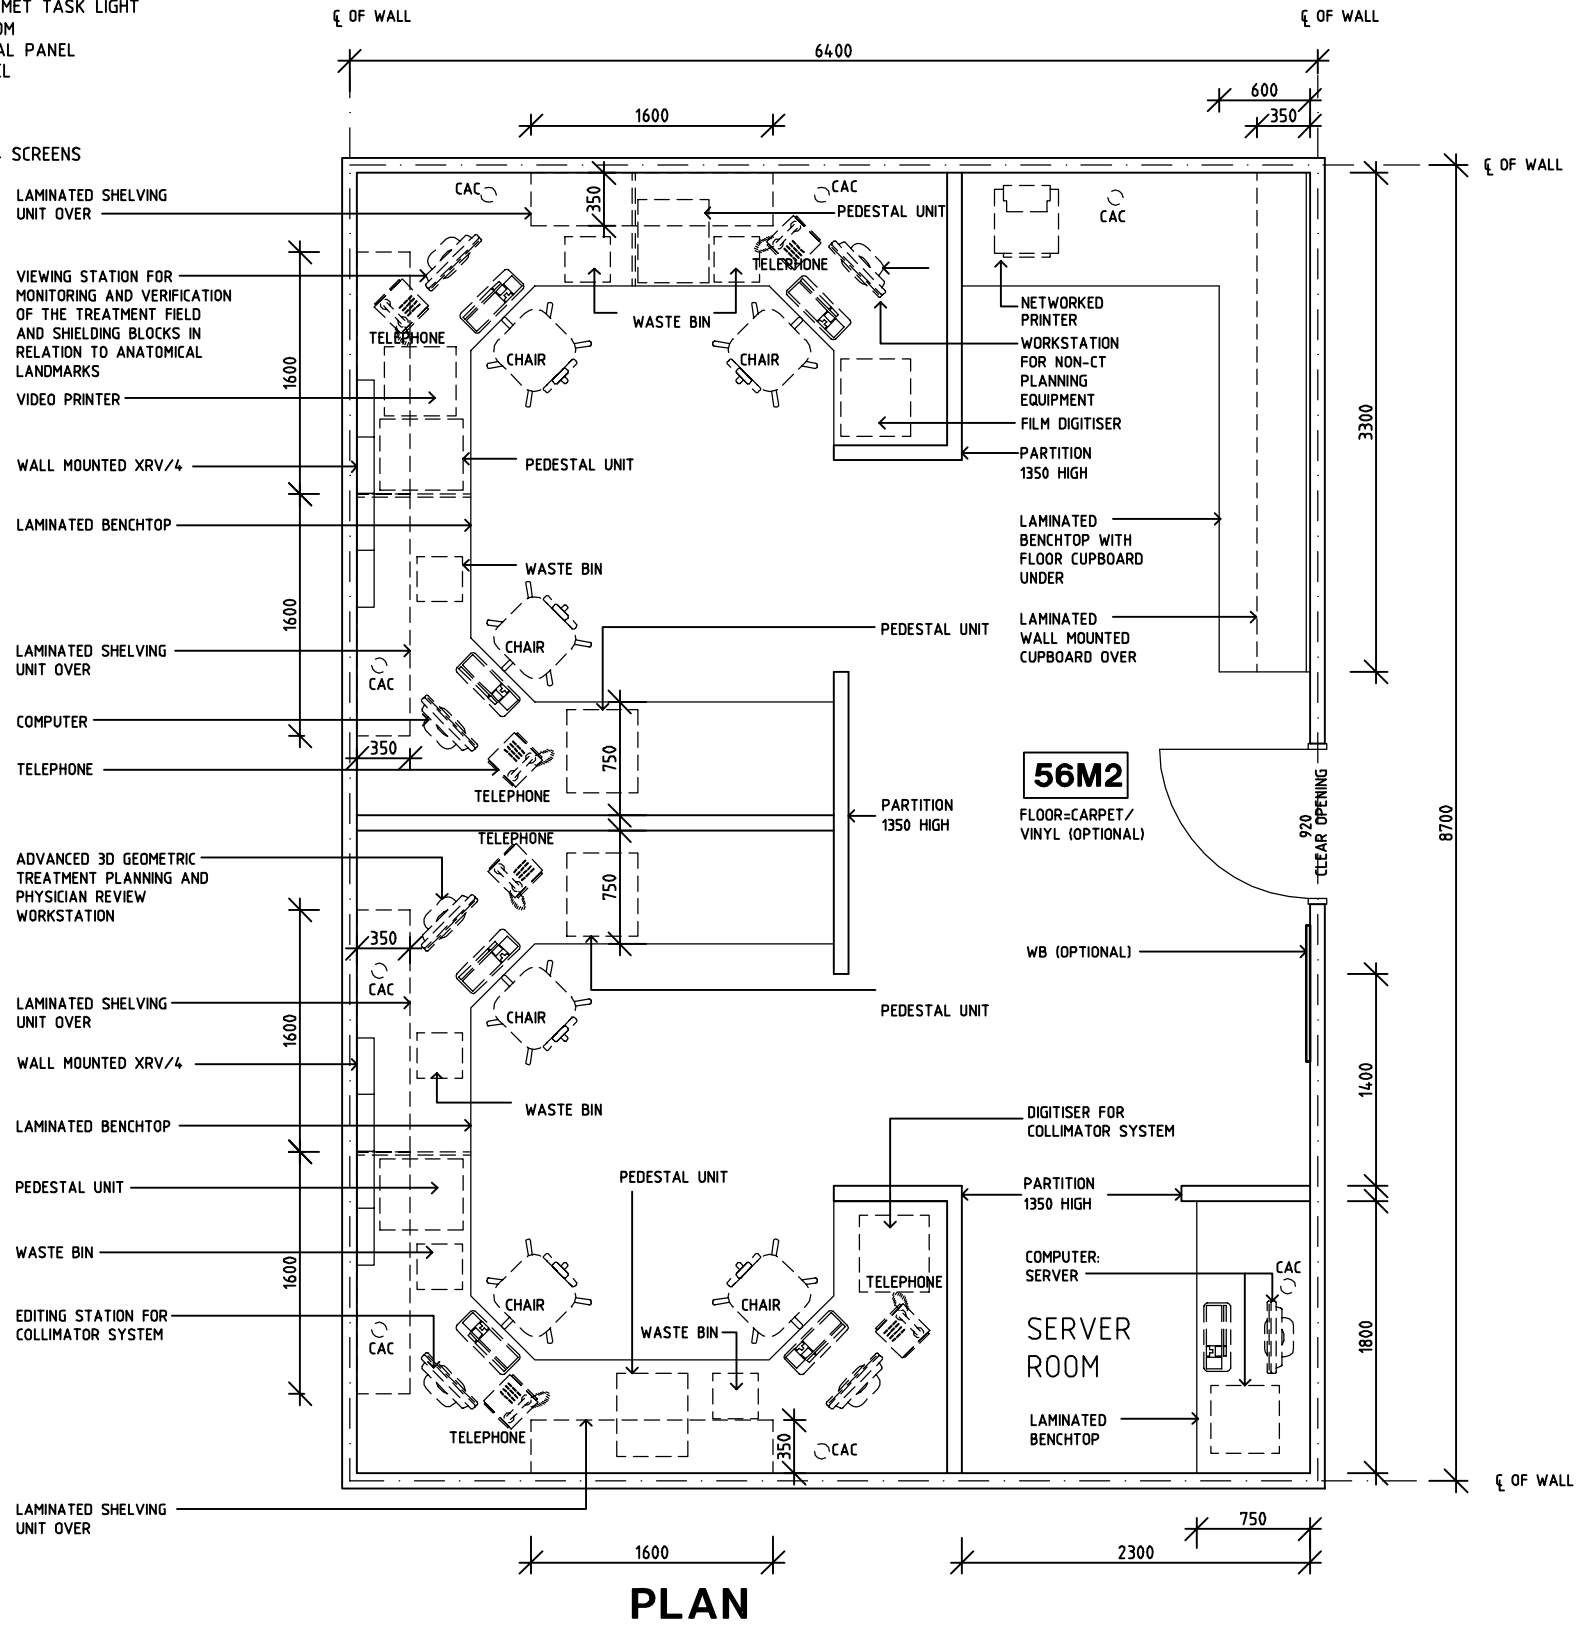 MET TASK LIGHT
OM
AL PANEL
EL
SCREENS
℄ OF WALL
℄ OF WALL
6400
600
350
1600
℄ OF WALL
LAMINATED SHELVING
UNIT OVER
CAC
350
CAC
PEDESTAL UNIT
CAC
VIEWING STATION FOR
MONITORING AND VERIFICATION
OF THE TREATMENT FIELD
AND SHIELDING BLOCKS IN
RELATION TO ANATOMICAL
LANDMARKS
TELEPHONE
TELEPHONE
WASTE BIN
CHAIR
CHAIR
NETWORKED
PRINTER
WORKSTATION
FOR NON-CT
PLANNING
EQUIPMENT
FILM DIGITISER
1600
VIDEO PRINTER
3300
WALL MOUNTED XRV/4
PEDESTAL UNIT
PARTITION
1350 HIGH
LAMINATED BENCHTOP
WASTE BIN
LAMINATED
BENCHTOP WITH
FLOOR CUPBOARD
UNDER
1600
LAMINATED SHELVING
UNIT OVER
CAC
CHAIR
PEDESTAL UNIT
LAMINATED
WALL MOUNTED
CUPBOARD OVER
COMPUTER
350
TELEPHONE
TELEPHONE
750
56M2
FLOOR=CARPET/
VINYL (OPTIONAL)
PARTITION
1350 HIGH
920
CLEAR OPENING
8700
TELEPHONE
ADVANCED 3D GEOMETRIC
TREATMENT PLANNING AND
PHYSICIAN REVIEW
WORKSTATION
750
350
CAC
WB (OPTIONAL)
LAMINATED SHELVING
UNIT OVER
1600
CHAIR
PEDESTAL UNIT
WALL MOUNTED XRV/4
1400
WASTE BIN
LAMINATED BENCHTOP
DIGITISER FOR
COLLIMATOR SYSTEM
PEDESTAL UNIT
PEDESTAL UNIT
PARTITION
1350 HIGH
WASTE BIN
1600
TELEPHONE
COMPUTER:
SERVER
CAC
CHAIR
CHAIR
EDITING STATION FOR
COLLIMATOR SYSTEM
CAC
WASTE BIN
SERVER
ROOM
1800
TELEPHONE
350
CAC
LAMINATED
BENCHTOP
℄ OF WALL
LAMINATED SHELVING
UNIT OVER
750
1600
2300
PLAN